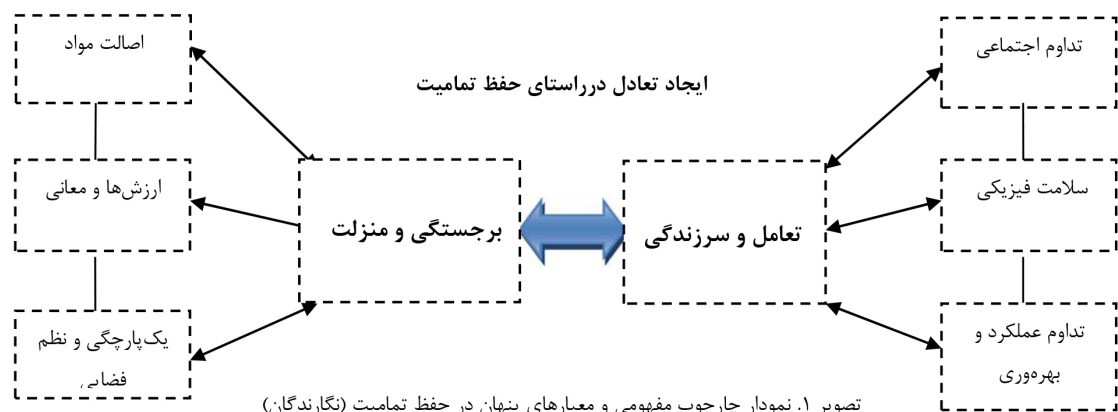 ایجاد تعادل درراستای حفظ تمامیت
تداوم اجتماعی
سلامت فیزیکی
تداوم عملکرد و
بهره‌وری
تعامل و سرزندگی
برجستگی و منزلت
اصالت مواد
ارزش‌ها و معانی
یک‌پارچگی و نظم
فضایی
تصویر ۱. نمودار چارچوب مفهومی و معیارهای پنهان در حفظ تمامیت (نگارندگان)